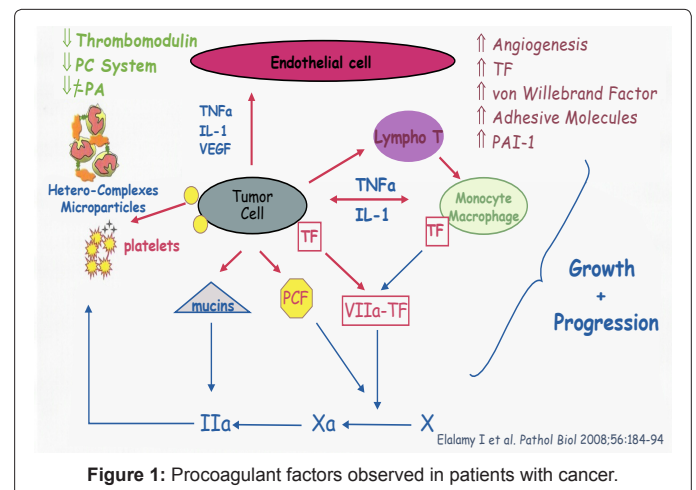 ⇓ Thrombomodulin
⇓ PC System
⇓ t-PA
Endothelial cell
⇑ Angiogenesis
⇑ TF
⇑ von Willebrand Factor
⇑ Adhesive Molecules
⇑ PAI-1
TNFa
IL-1
VEGF
Lympho T
Hetero-Complexes
Microparticles
platelets
Tumor
Cell
TNFa
IL-1
Monocyte
Macrophage
TF
TF
mucins
PCF
VIIa-TF
Growth
+
Progression
IIa
Xa
X
Elalamy I et al. Pathol Biol 2008;56:184-94
Figure 1: Procoagulant factors observed in patients with cancer.